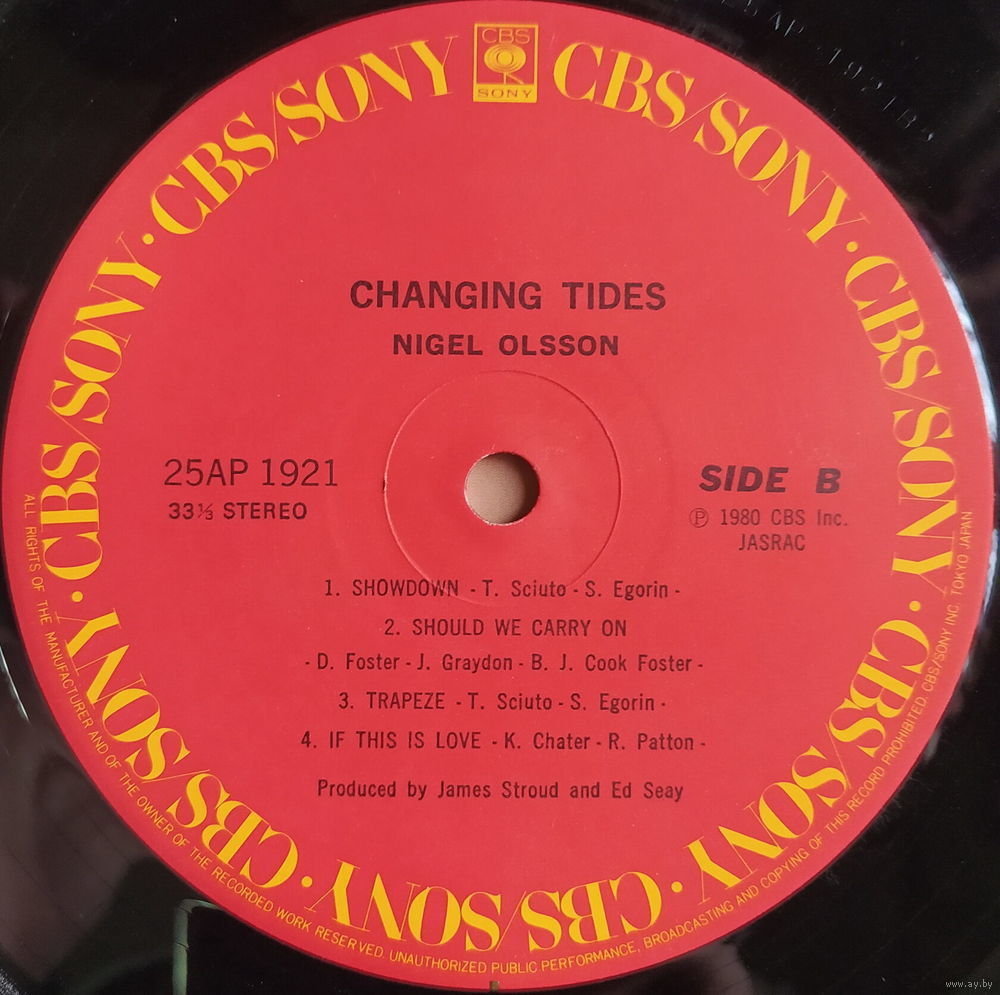 CBS
SONY
CBS/SONY · CBS/SONY · CBS/SONY · CBS/SONY · CBS/SONY · CBS/SONY · CBS/SONY · CBS/SONY · CBS/SONY
CHANGING TIDES
NIGEL OLSSON
25AP 1921
33⅓ STEREO
SIDE B
Ⓟ 1980 CBS Inc.
JASRAC
1. SHOWDOWN - T. Sciuto - S. Egorin -
2. SHOULD WE CARRY ON
- D. Foster - J. Graydon - B. J. Cook Foster -
3. TRAPEZE - T. Sciuto - S. Egorin -
4. IF THIS IS LOVE - K. Chater - R. Patton -
Produced by James Stroud and Ed Seay
ALL RIGHTS OF THE MANUFACTURER AND OF THE OWNER OF THE RECORDED WORK RESERVED. UNAUTHORIZED PUBLIC PERFORMANCE, BROADCASTING AND COPYING OF THIS RECORD PROHIBITED. CBS/SONY INC. TOKYO JAPAN
www.ay.by